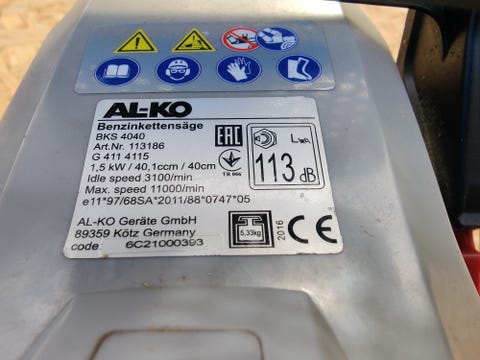 AL-KO
Benzinkettensäge
BKS 4040
Art.Nr. 113186
G 411 4115
1,5 kW / 40,1ccm / 40cm
Idle speed 3100/min
Max. speed 11000/min
e11*97/68SA*2011/88*0747*05
AL-KO Geräte GmbH
89359 Kötz Germany
code 6C21000393
EAC
TR 066
LWA
113 dB
5,33kg
2016
CE